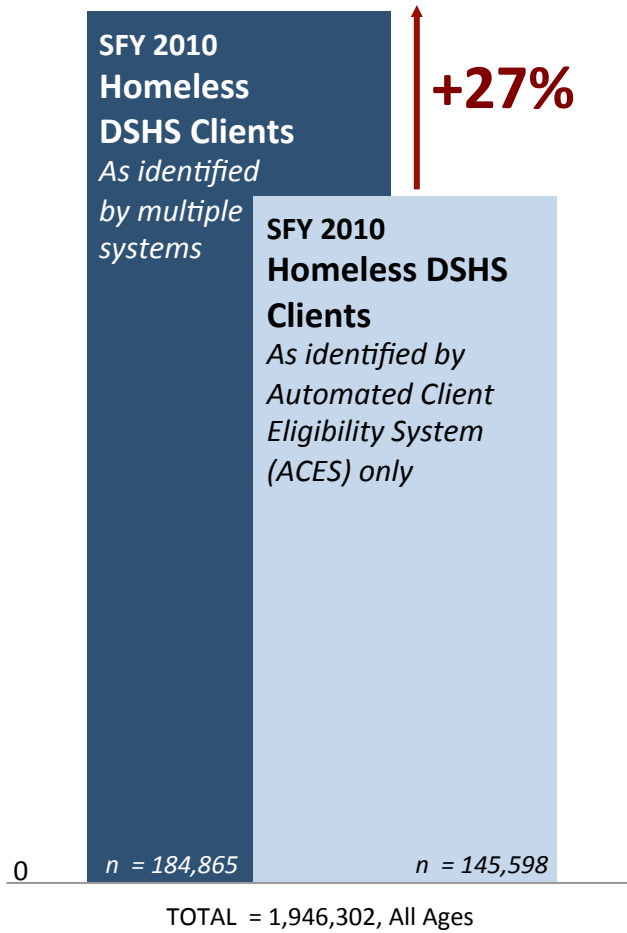 SFY 2010
Homeless
DSHS Clients
As identified
by multiple
systems
+27%
SFY 2010
Homeless DSHS
Clients
As identified by
Automated Client
Eligibility System
(ACES) only
0
n = 184,865
n = 145,598
TOTAL = 1,946,302, All Ages